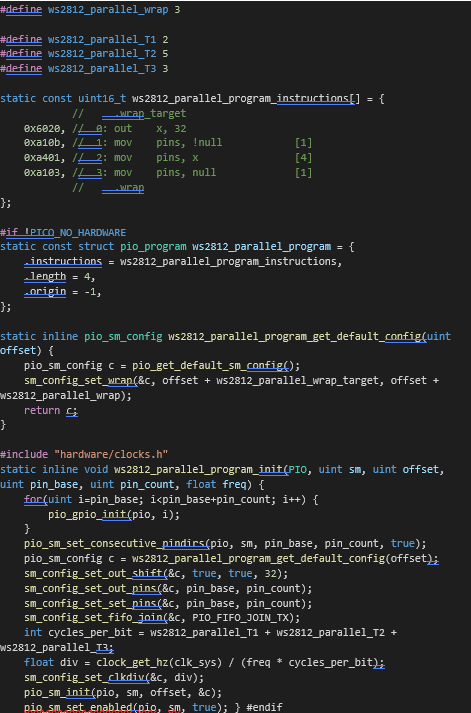 #define ws2812_parallel_wrap 3
#define ws2812_parallel_T1 2
#define ws2812_parallel_T2 5
#define ws2812_parallel_T3 3
static const uint16_t ws2812_parallel_program_instructions[] = {
// .wrap_target
0x6020, // 0: out x, 32
0xa10b, // 1: mov pins, !null [1]
0xa401, // 2: mov pins, x [4]
0xa103, // 3: mov pins, null [1]
// .wrap
};
#if !PICO_NO_HARDWARE
static const struct pio_program ws2812_parallel_program = {
.instructions = ws2812_parallel_program_instructions,
.length = 4,
.origin = -1,
};
static inline pio_sm_config ws2812_parallel_program_get_default_config(uint
offset) {
pio_sm_config c = pio_get_default_sm_config();
sm_config_set_wrap(&c, offset + ws2812_parallel_wrap_target, offset +
ws2812_parallel_wrap);
return c;
}
#include "hardware/clocks.h"
static inline void ws2812_parallel_program_init(PIO, uint sm, uint offset,
uint pin_base, uint pin_count, float freq) {
for(uint i=pin_base; i<pin_base+pin_count; i++) {
pio_gpio_init(pio, i);
}
pio_sm_set_consecutive_pindirs(pio, sm, pin_base, pin_count, true);
pio_sm_config c = ws2812_parallel_program_get_default_config(offset);
sm_config_set_out_shift(&c, true, true, 32);
sm_config_set_out_pins(&c, pin_base, pin_count);
sm_config_set_set_pins(&c, pin_base, pin_count);
sm_config_set_fifo_join(&c, PIO_FIFO_JOIN_TX);
int cycles_per_bit = ws2812_parallel_T1 + ws2812_parallel_T2 +
ws2812_parallel_T3;
float div = clock_get_hz(clk_sys) / (freq * cycles_per_bit);
sm_config_set_clkdiv(&c, div);
pio_sm_init(pio, sm, offset, &c);
pio_sm_set_enabled(pio, sm, true); } #endif